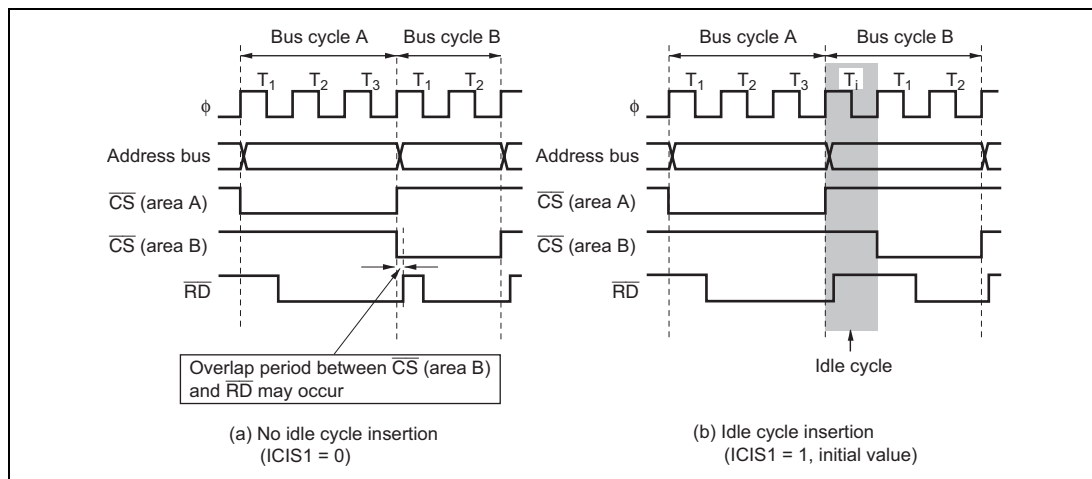 Bus cycle A Bus cycle B
T1 T2 T3 T1 T2
φ
Address bus
CS (area A)
CS (area B)
RD
Overlap period between CS (area B)
and RD may occur
(a) No idle cycle insertion
(ICIS1 = 0)
Bus cycle A Bus cycle B
T1 T2 T3 Ti T1 T2
φ
Address bus
CS (area A)
CS (area B)
RD
Idle cycle
(b) Idle cycle insertion
(ICIS1 = 1, initial value)